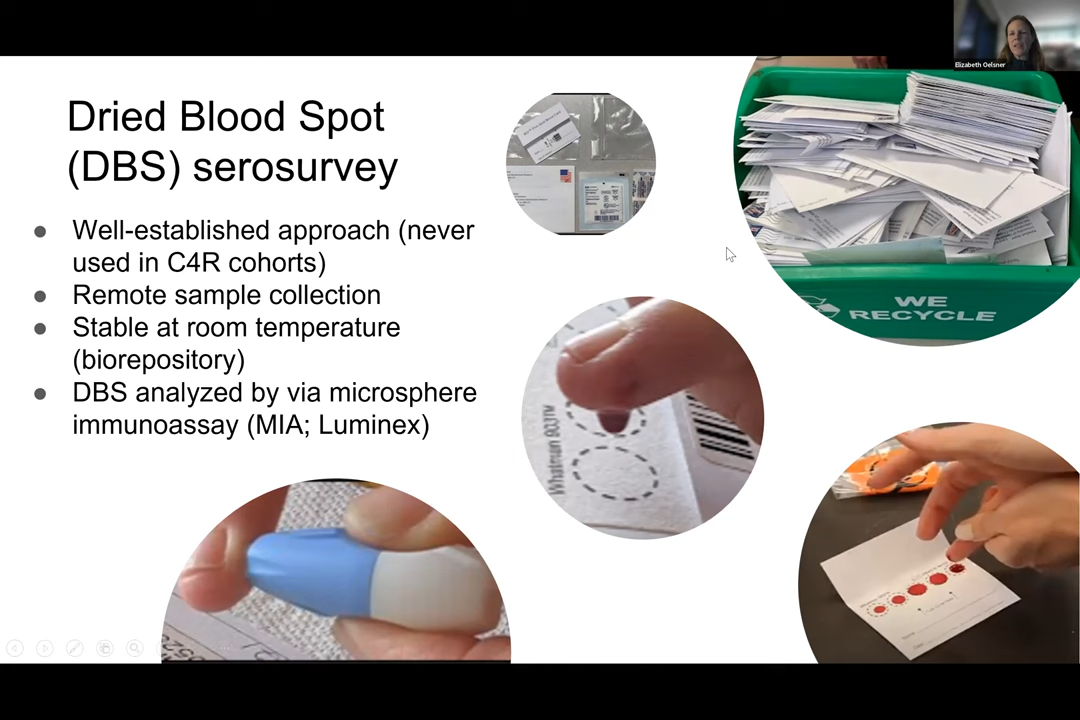 Elizabeth Oelsner
Dried Blood Spot
(DBS) serosurvey
● Well-established approach (never
used in C4R cohorts)
● Remote sample collection
● Stable at room temperature
(biorepository)
● DBS analyzed by via microsphere
immunoassay (MIA; Luminex)
WE
RECYCLE
Whatman 903™